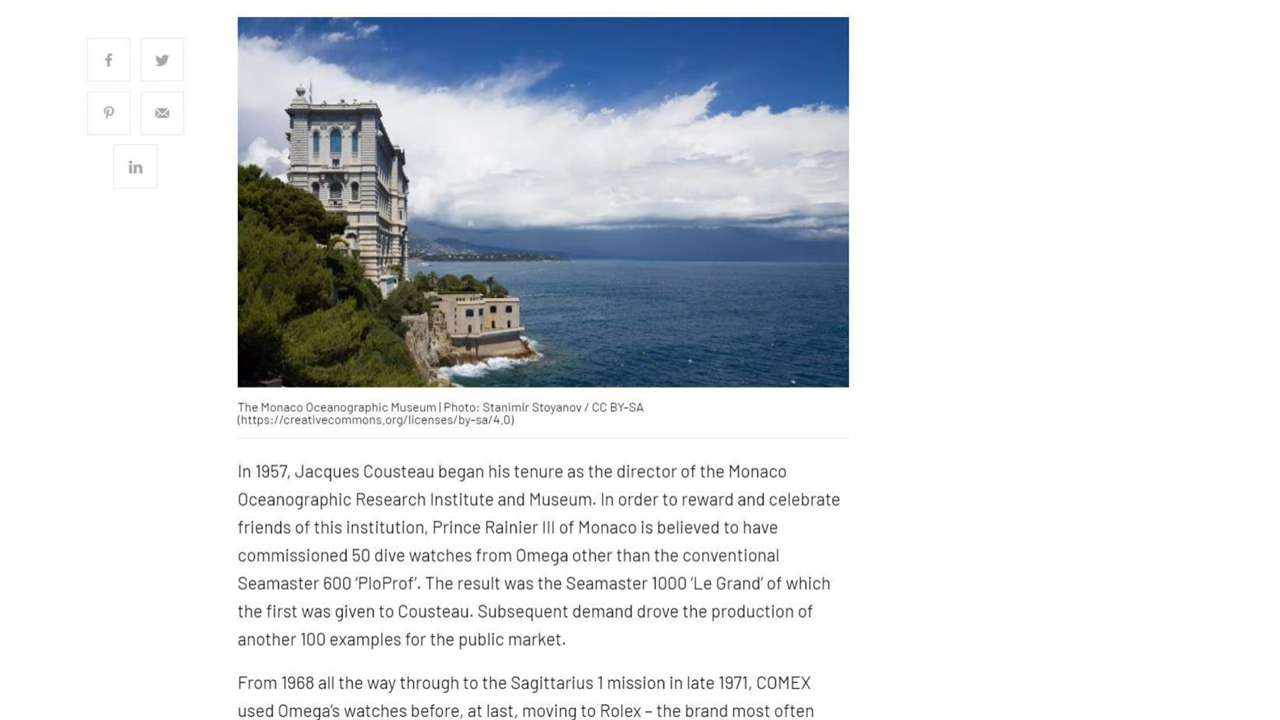 The Monaco Oceanographic Museum | Photo: Stanimir Stoyanov / CC BY-SA
(https://creativecommons.org/licenses/by-sa/4.0)
In 1957, Jacques Cousteau began his tenure as the director of the Monaco
Oceanographic Research Institute and Museum. In order to reward and celebrate
friends of this institution, Prince Rainier III of Monaco is believed to have
commissioned 50 dive watches from Omega other than the conventional
Seamaster 600 ‘PloProf’. The result was the Seamaster 1000 ‘Le Grand’ of which
the first was given to Cousteau. Subsequent demand drove the production of
another 100 examples for the public market.
From 1968 all the way through to the Sagittarius 1 mission in late 1971, COMEX
used Omega’s watches before, at last, moving to Rolex – the brand most often